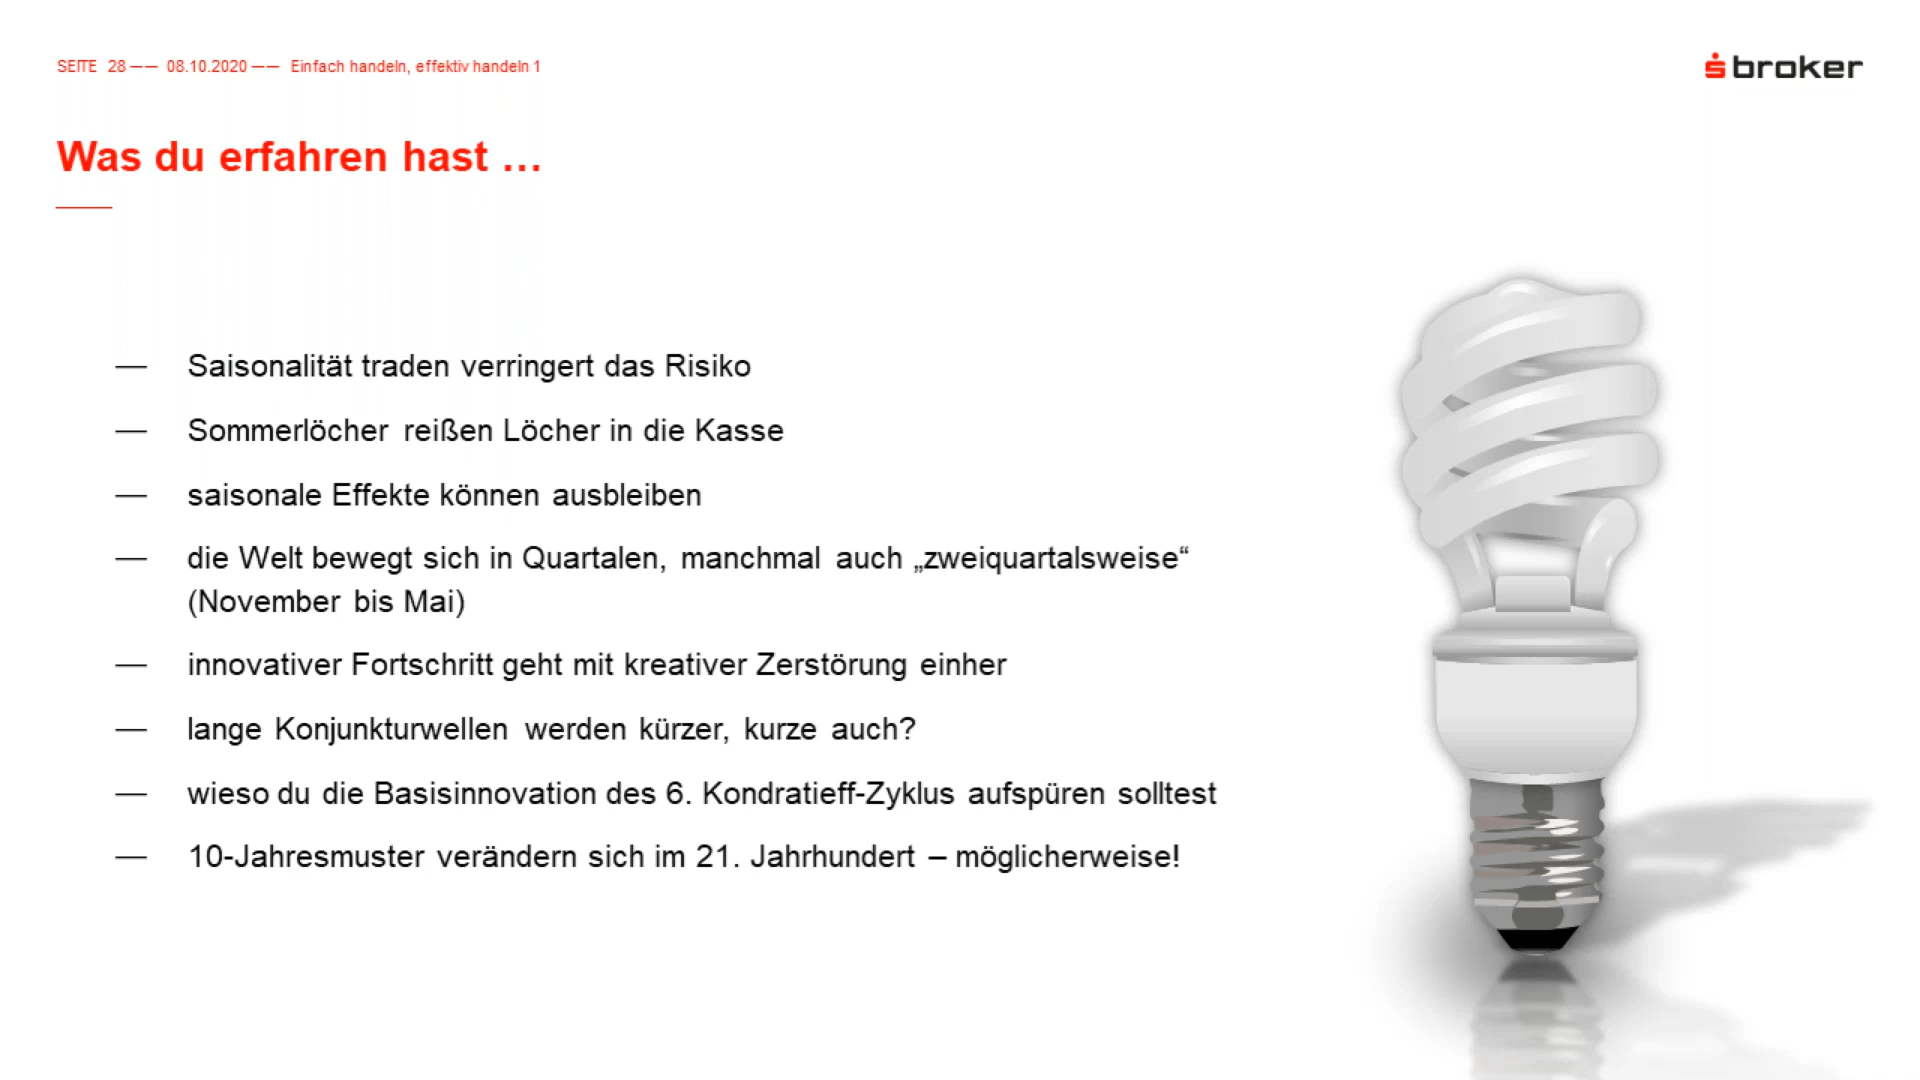 SEITE 28 —— 08.10.2020 —— Einfach handeln, effektiv handeln 1
broker
Was du erfahren hast …
— Saisonalität traden verringert das Risiko
— Sommerlöcher reißen Löcher in die Kasse
— saisonale Effekte können ausbleiben
— die Welt bewegt sich in Quartalen, manchmal auch „zweiquartalsweise“
(November bis Mai)
— innovativer Fortschritt geht mit kreativer Zerstörung einher
— lange Konjunkturwellen werden kürzer, kurze auch?
— wieso du die Basisinnovation des 6. Kondratieff-Zyklus aufspüren solltest
— 10-Jahresmuster verändern sich im 21. Jahrhundert – möglicherweise!